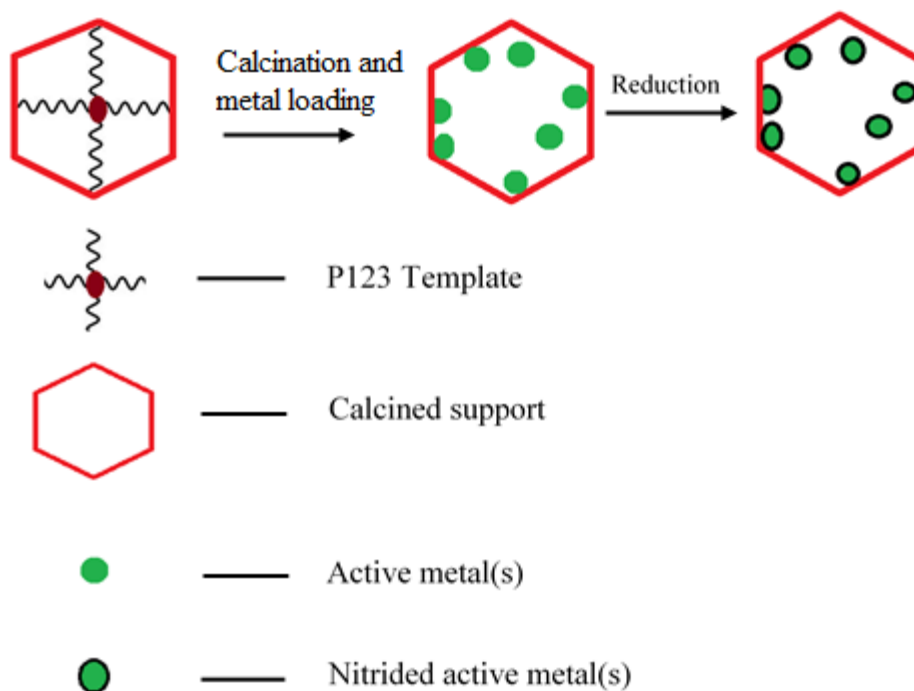 Calcination and
metal loading
Reduction
P123 Template
Calcined support
Active metal(s)
Nitrided active metal(s)